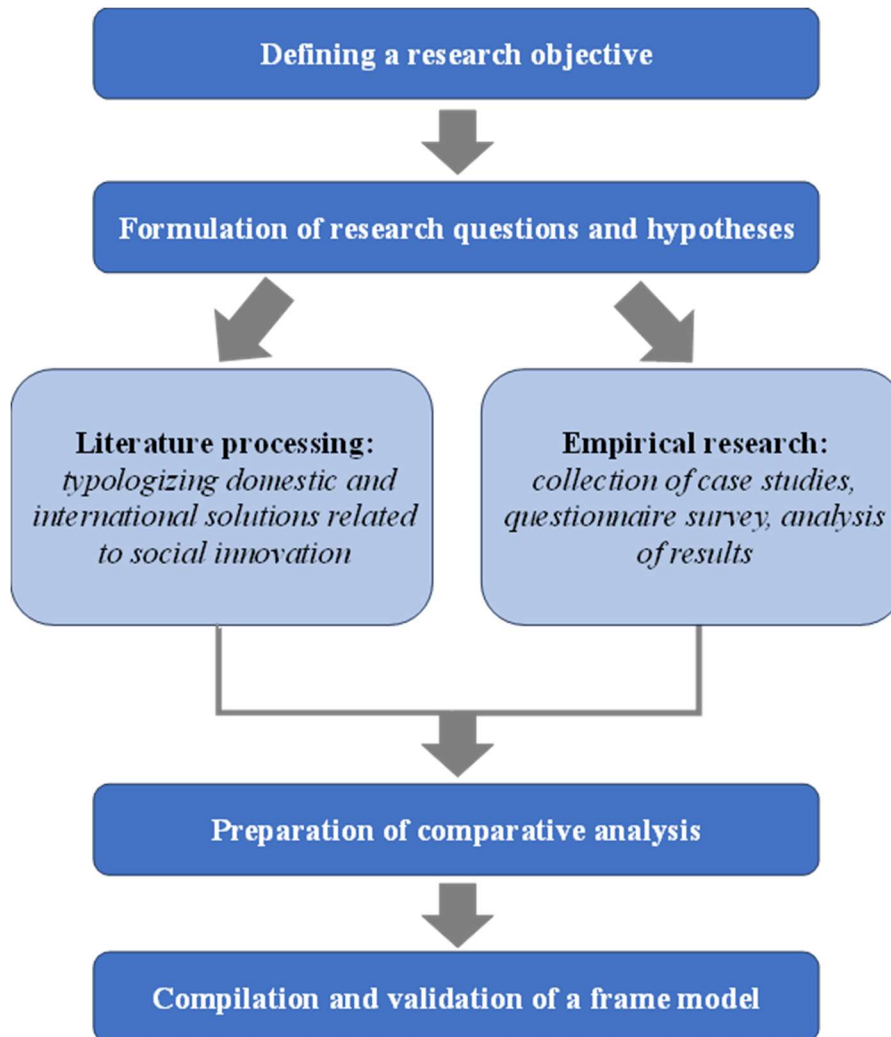 Defining a research objective
Formulation of research questions and hypotheses
Literature processing:
typologizing domestic and
international solutions related
to social innovation
Empirical research:
collection of case studies,
questionnaire survey, analysis
of results
Preparation of comparative analysis
Compilation and validation of a frame model